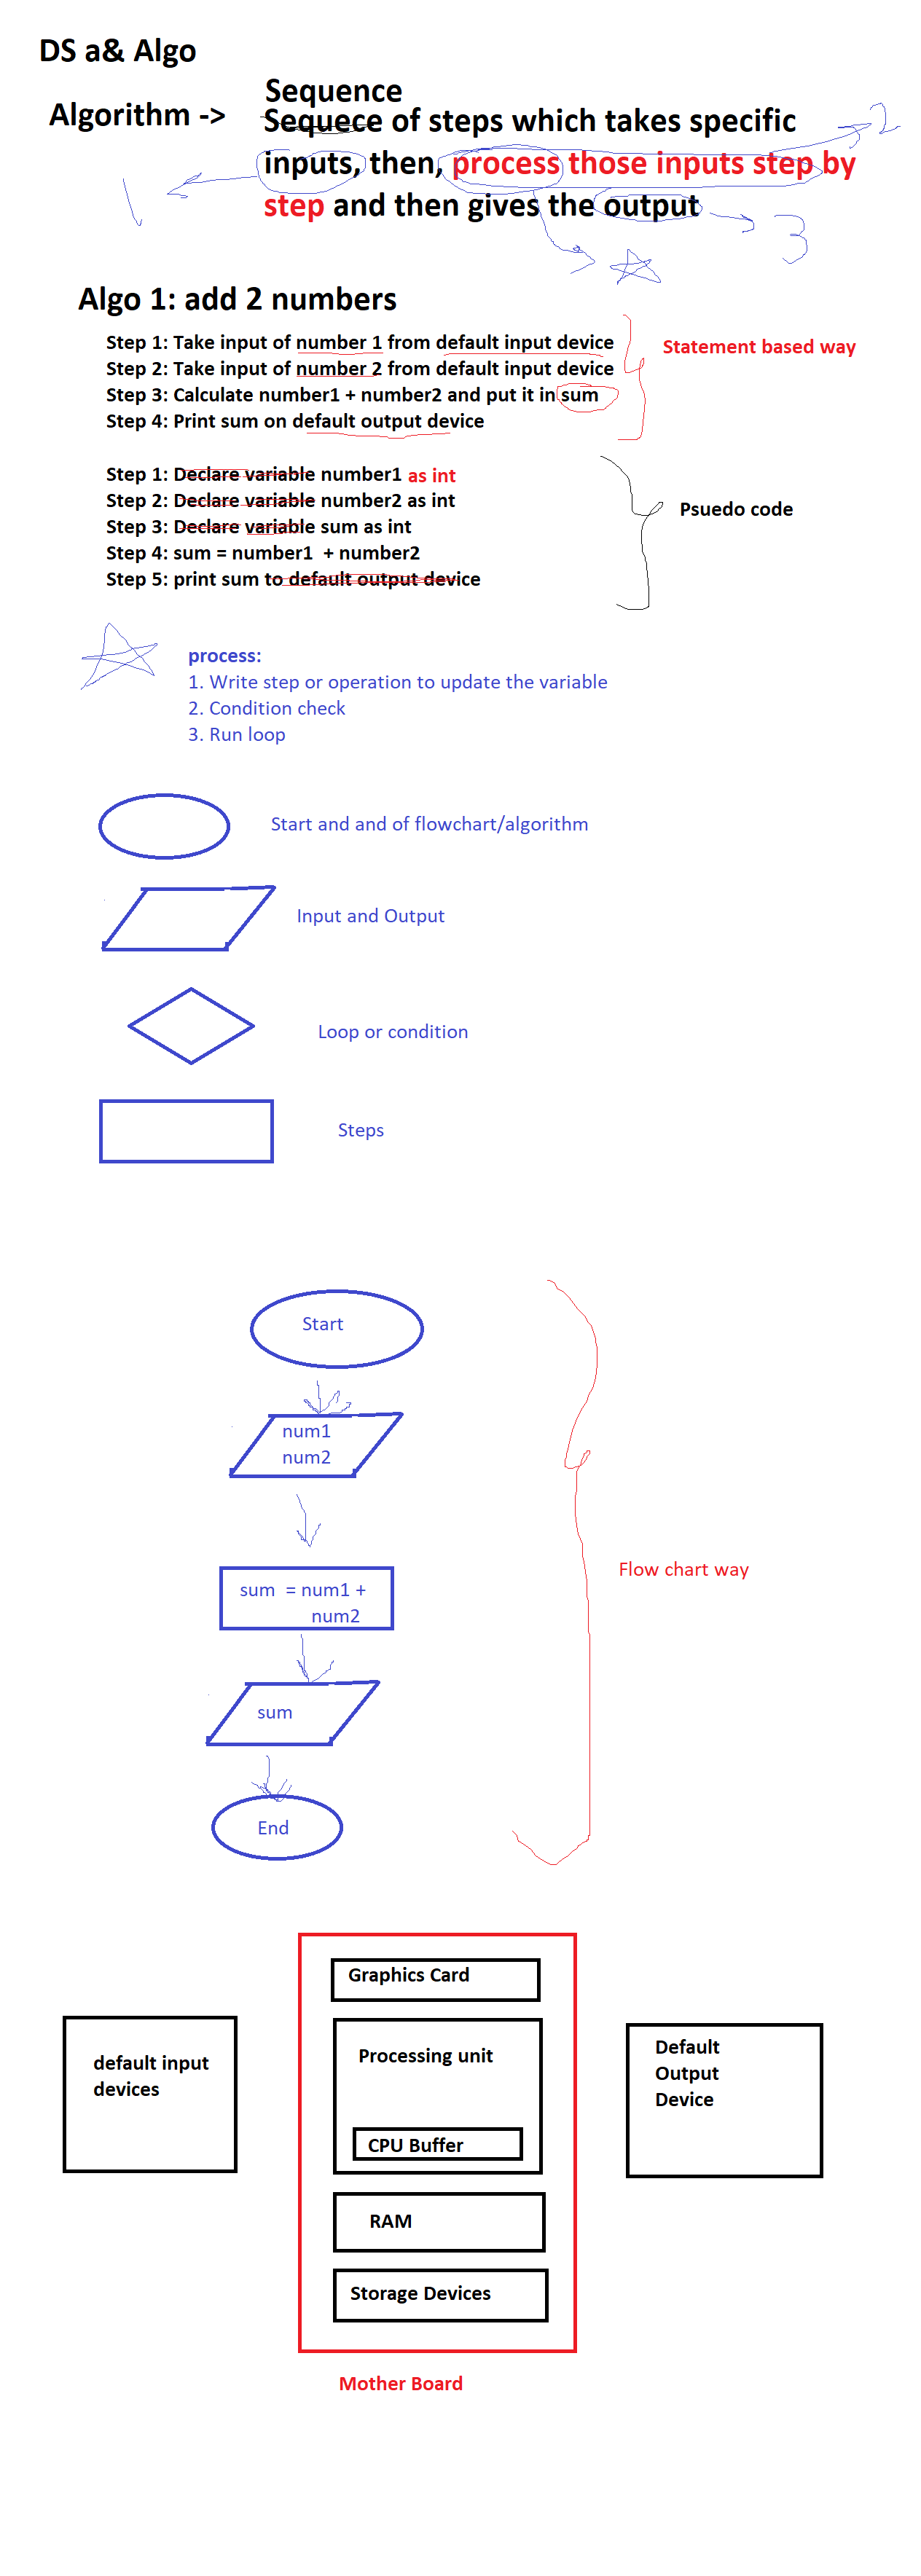 DS a& Algo
Sequence
Algorithm -> Sequece of steps which takes specific
inputs, then, process those inputs step by
step and then gives the output
1
2
3
Algo 1: add 2 numbers
Step 1: Take input of number 1 from default input device
Step 2: Take input of number 2 from default input device
Step 3: Calculate number1 + number2 and put it in sum
Step 4: Print sum on default output device
Statement based way
Step 1: Declare variable number1 as int
Step 2: Declare variable number2 as int
Step 3: Declare variable sum as int
Step 4: sum = number1 + number2
Step 5: print sum to default output device
Psuedo code
process:
1. Write step or operation to update the variable
2. Condition check
3. Run loop
Start and and of flowchart/algorithm
Input and Output
Loop or condition
Steps
Start
num1
num2
sum = num1 +
num2
sum
End
Flow chart way
Graphics Card
Processing unit
CPU Buffer
RAM
Storage Devices
Mother Board
default input
devices
Default
Output
Device